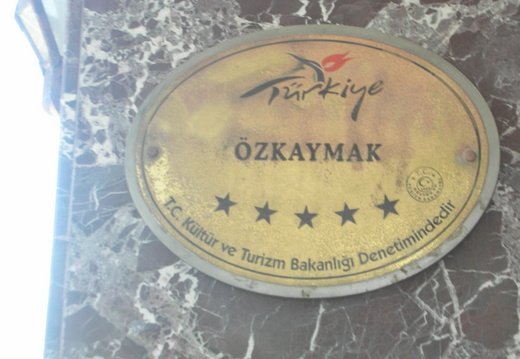 Türkiye
ÖZKAYMAK
T.C. Kültür ve Turizm Bakanlığı Denetimindedir